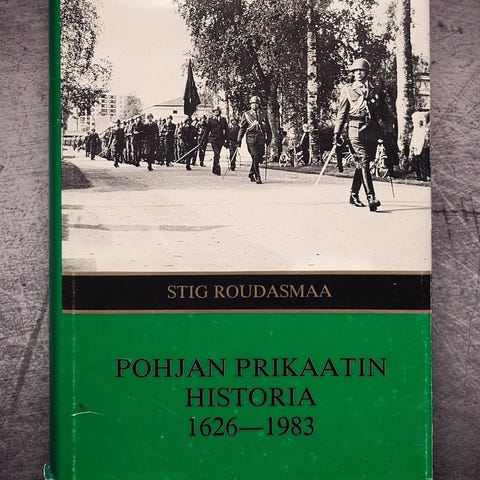 STIG ROUDASMAA
POHJAN PRIKAATIN
HISTORIA
1626—1983